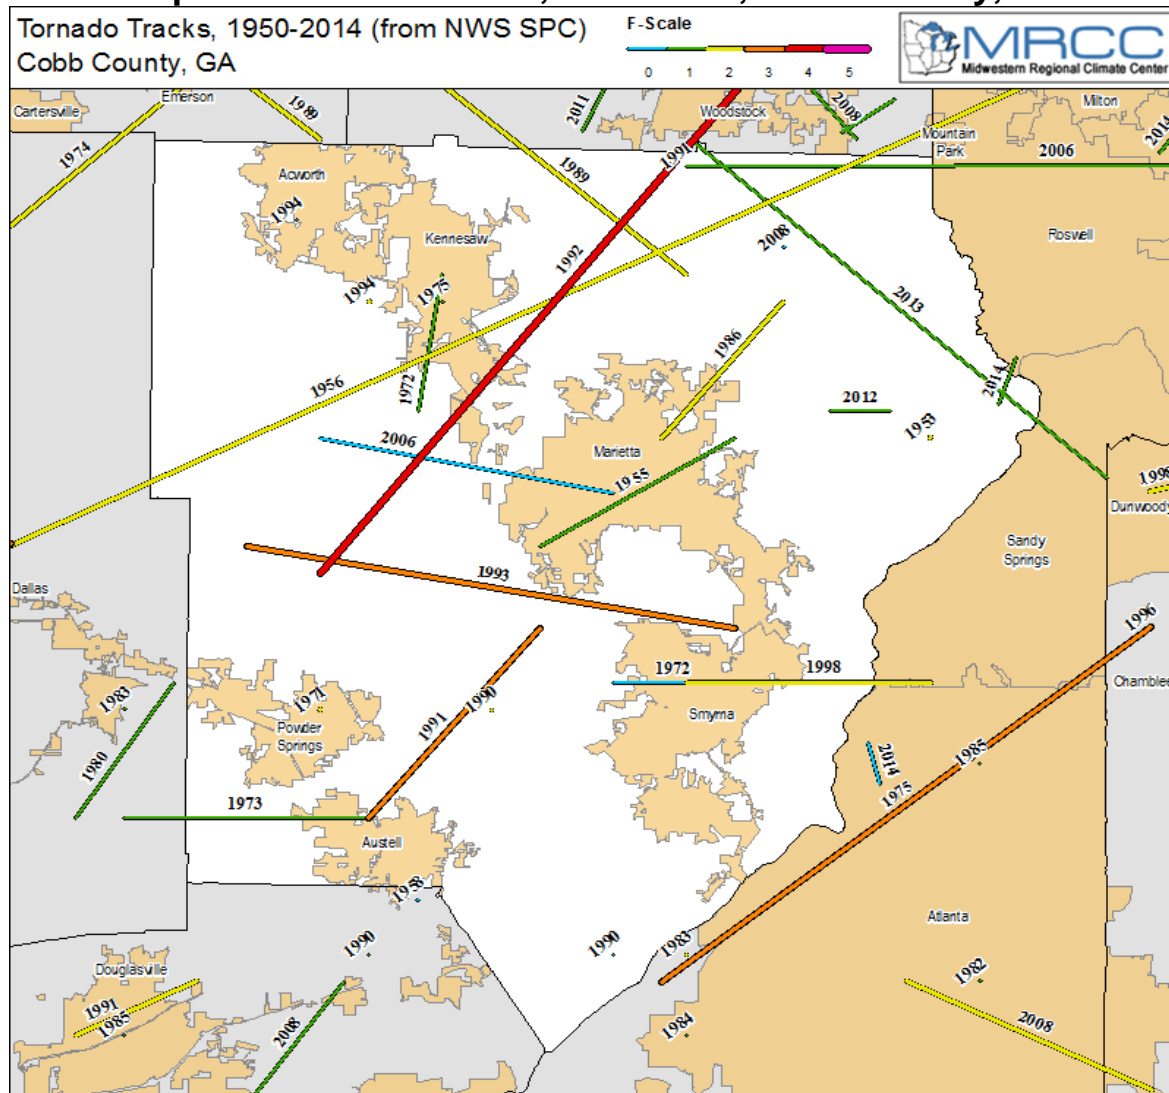 Tornado Tracks, 1950-2014 (from NWS SPC)
Cobb County, GA
F-Scale
0 1 2 3 4 5
MRCC
Midwestern Regional Climate Center
Cartersville
Emerson
1989
2011
Woodstock
2008
Milton
2014
1974
Mountain
Park
2006
Acworth
1989
1994
Kennesaw
1992
2008
Roswell
1994
1975
2013
1956
1972
1986
2014
2012
1953
2006
Marietta
1955
1998
Dunwoody
Sandy
Springs
Dallas
1993
1996
1972
1998
Chamblee
1983
1971
1990
Powder
Springs
1991
Smyrna
1980
2014
1985
1975
1973
Austell
1958
Atlanta
1990
1990
1983
Douglasville
1982
1991
1985
2008
1984
2008